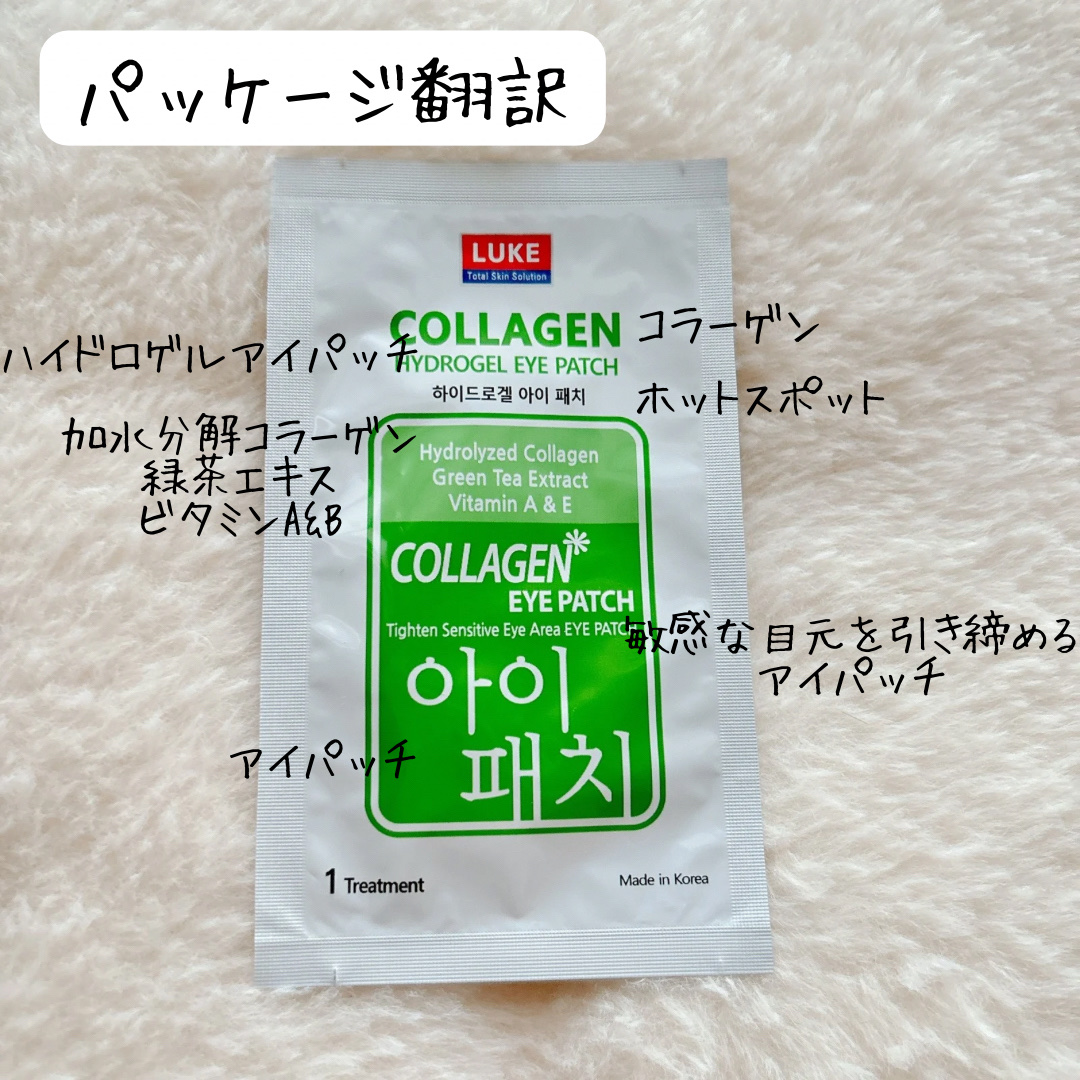 パッケージ翻訳
LUKE
Total Skin Solution
COLLAGEN
コラーゲン
ハイドロゲルアイパッチ
HYDROGEL EYE PATCH
하이드로겔 아이 패치
ホットスポット
加水分解コラーゲン
緑茶エキス
ビタミンA&B
Hydrolyzed Collagen
Green Tea Extract
Vitamin A & E
COLLAGEN*
EYE PATCH
Tighten Sensitive Eye Area EYE PATCH
敏感な目元を引き締める
アイパッチ
아이
패치
アイパッチ
1 Treatment
Made in Korea